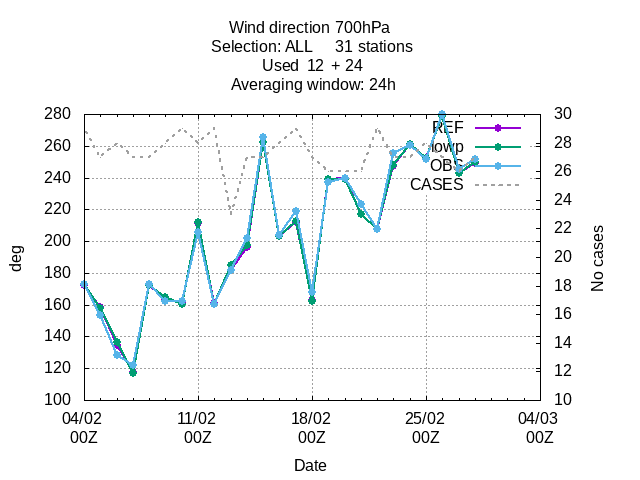 Wind direction 700hPa
Selection: ALL 31 stations
Used 12 + 24
Averaging window: 24h
280
260
240
220
200
180
160
140
120
100
30
28
26
24
22
20
18
16
14
12
10
REF
lowp
OBS
CASES
deg
No cases
04/02 11/02 18/02 25/02 04/03
00Z 00Z 00Z 00Z 00Z
Date